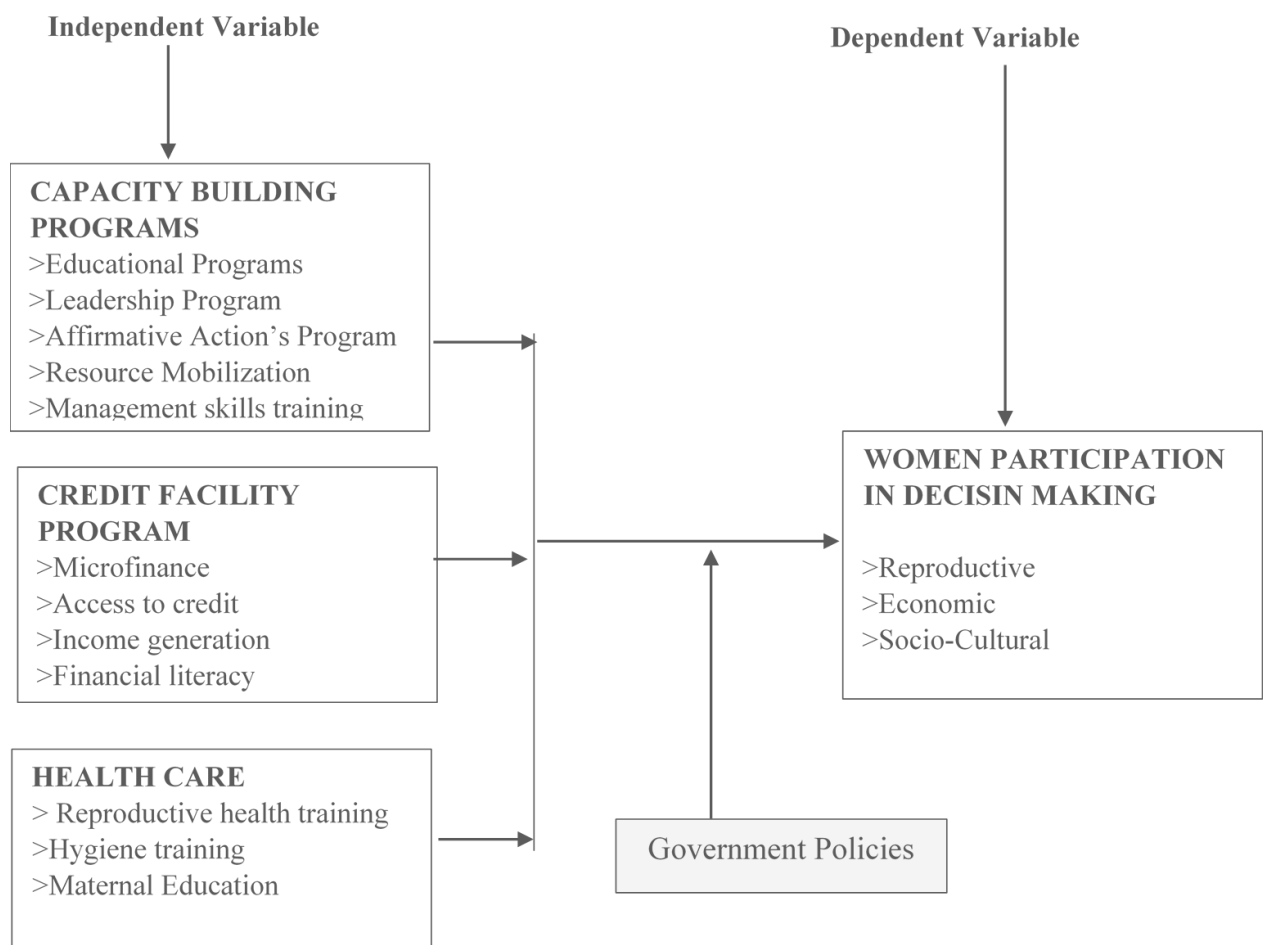 Independent Variable
Dependent Variable
CAPACITY BUILDING
PROGRAMS
>Educational Programs
>Leadership Program
>Affirmative Action’s Program
>Resource Mobilization
>Management skills training
CREDIT FACILITY
PROGRAM
>Microfinance
>Access to credit
>Income generation
>Financial literacy
HEALTH CARE
> Reproductive health training
>Hygiene training
>Maternal Education
Government Policies
WOMEN PARTICIPATION
IN DECISIN MAKING
>Reproductive
>Economic
>Socio-Cultural